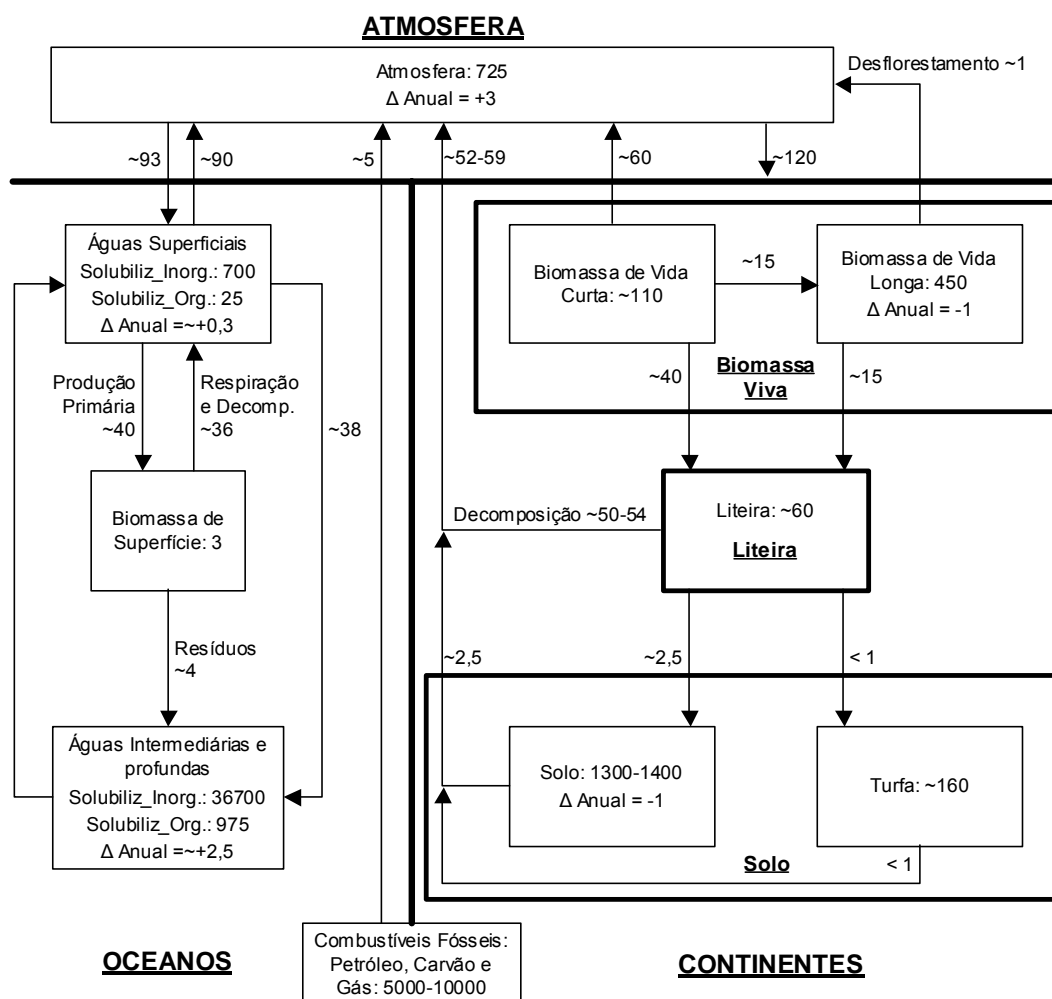 ATMOSFERA
Atmosfera: 725
Δ Anual = +3
Desflorestamento ~1
~93
~90
~5
~52-59
~60
~120
Águas Superficiais
Solubiliz_Inorg.: 700
Solubiliz_Org.: 25
Δ Anual =~+0,3
Biomassa de Vida
Curta: ~110
~15
Biomassa de Vida
Longa: 450
Δ Anual = -1
Biomassa
Viva
~40
~15
Produção
Primária
~40
Respiração
e Decomp.
~36
~38
Biomassa de
Superfície: 3
Decomposição ~50-54
Liteira: ~60
Liteira
Resíduos
~4
~2,5
~2,5
< 1
Águas Intermediárias e
profundas
Solubiliz_Inorg.: 36700
Solubiliz_Org.: 975
Δ Anual =~+2,5
Solo: 1300-1400
Δ Anual = -1
Turfa: ~160
Solo
< 1
OCEANOS
Combustíveis Fósseis:
Petróleo, Carvão e
Gás: 5000-10000
CONTINENTES